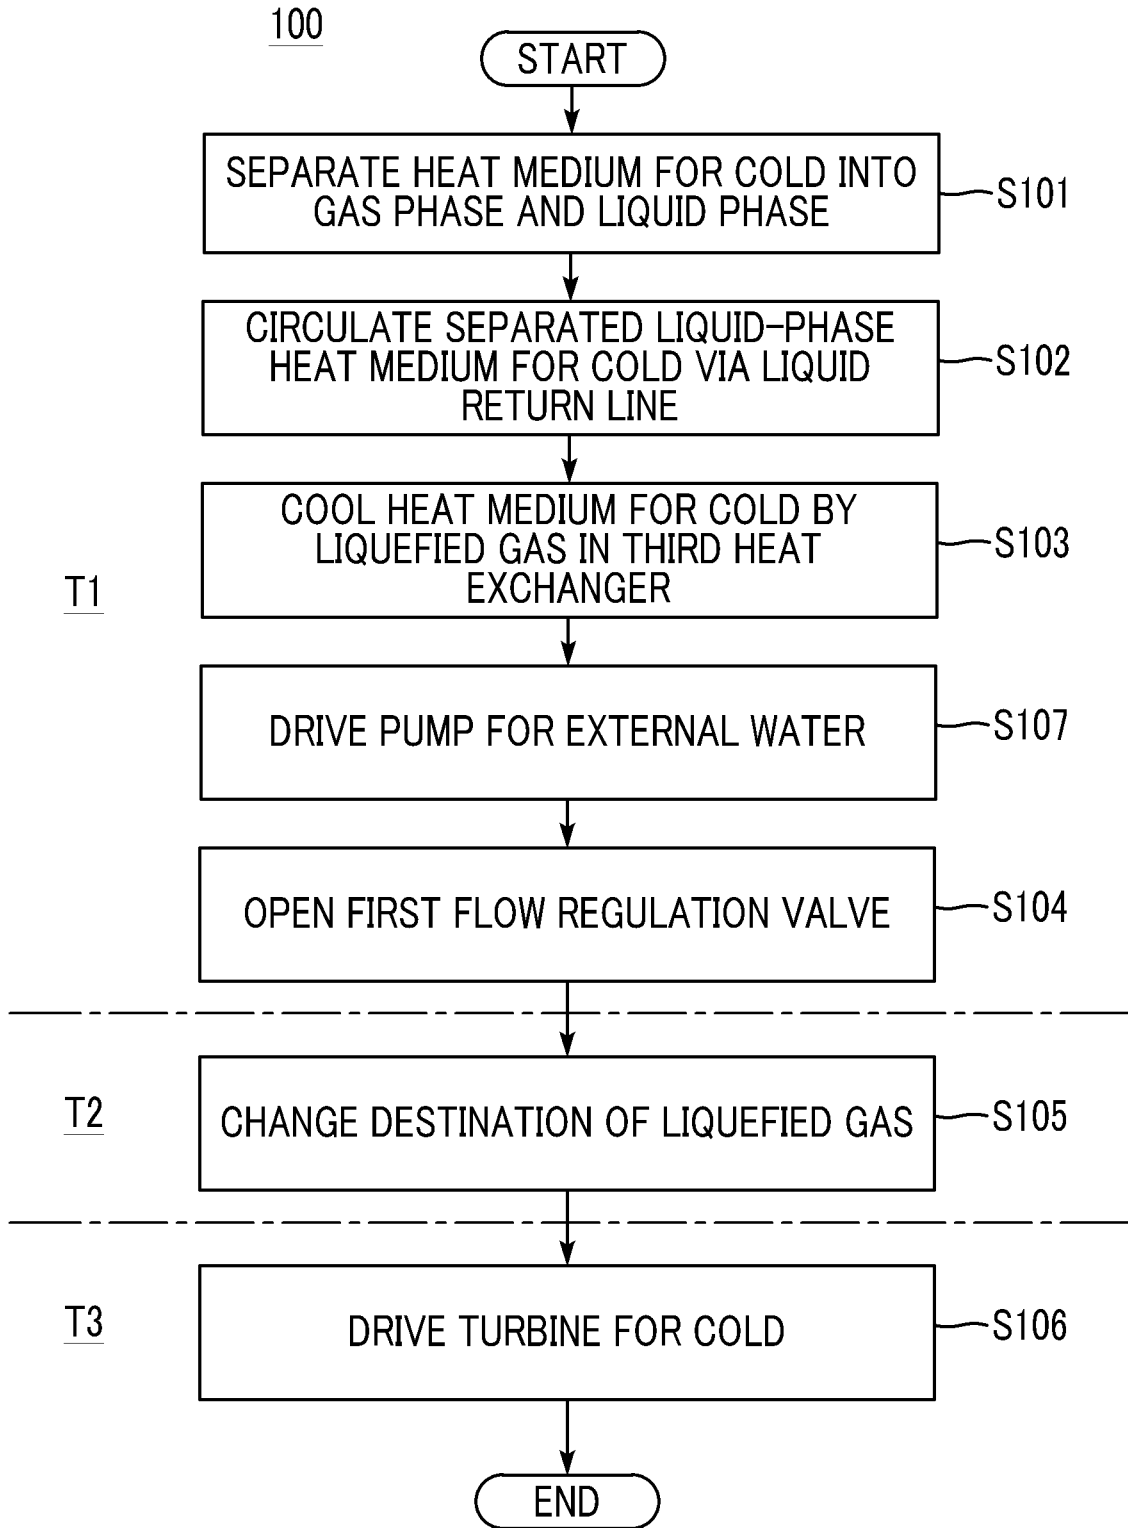 100
START
SEPARATE HEAT MEDIUM FOR COLD INTO
GAS PHASE AND LIQUID PHASE
S101
CIRCULATE SEPARATED LIQUID-PHASE
HEAT MEDIUM FOR COLD VIA LIQUID
RETURN LINE
S102
COOL HEAT MEDIUM FOR COLD BY
LIQUEFIED GAS IN THIRD HEAT
EXCHANGER
S103
T1
DRIVE PUMP FOR EXTERNAL WATER
S107
OPEN FIRST FLOW REGULATION VALVE
S104
T2
CHANGE DESTINATION OF LIQUEFIED GAS
S105
T3
DRIVE TURBINE FOR COLD
S106
END